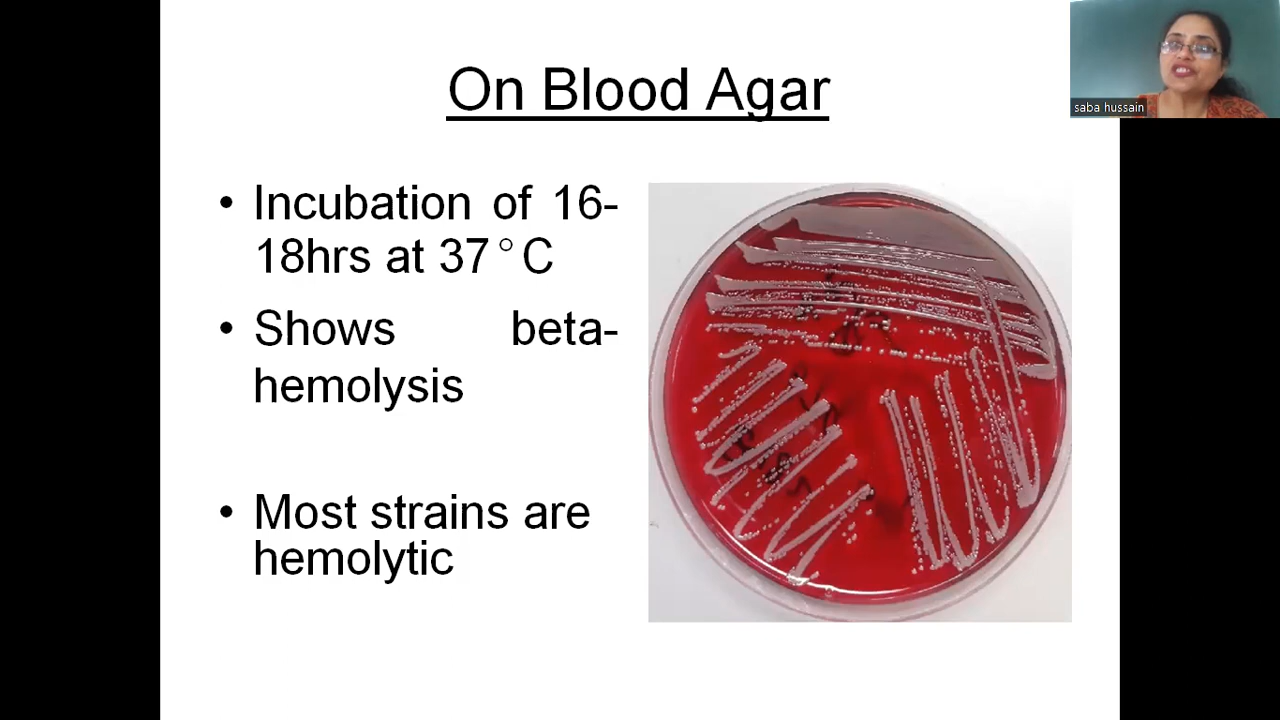 On Blood Agar
saba hussain
• Incubation of 16-
18hrs at 37°C
• Shows beta-
hemolysis
• Most strains are
hemolytic